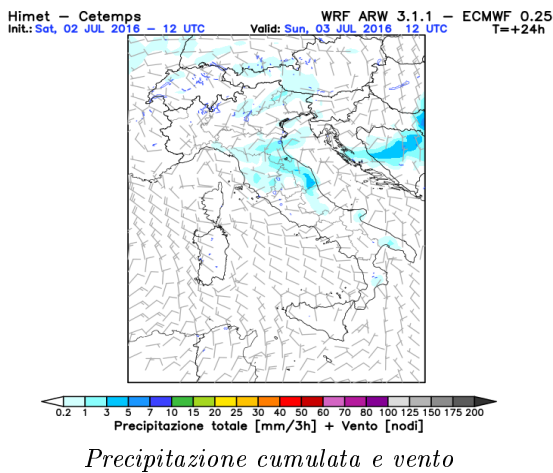 Himet – Cetemps WRF ARW 3.1.1 – ECMWF 0.25
Init.: Sat, 02 JUL 2016 – 12 UTC Valid: Sun, 03 JUL 2016 12 UTC T=+24h
0.2 1 3 5 7 10 15 20 25 30 40 50 60 70 80 100 125 150 175 200
Precipitazione totale [mm/3h] + Vento [nodi]
Precipitazione cumulata e vento